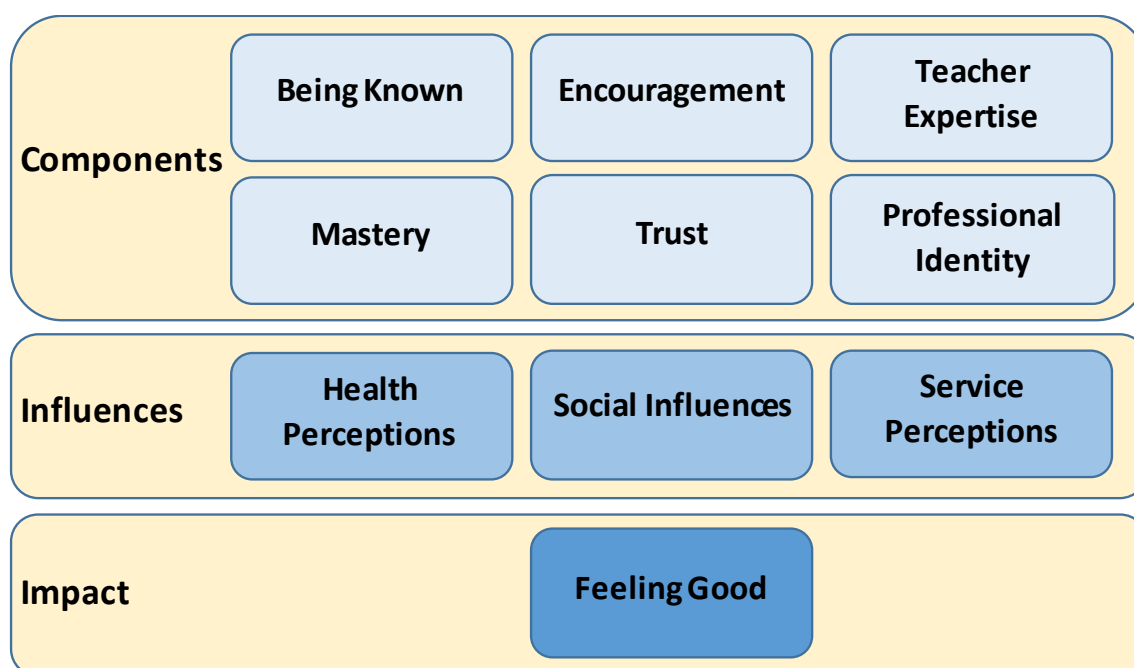 Components
Being Known
Encouragement
Teacher
Expertise
Mastery
Trust
Professional
Identity
Influences
Health
Perceptions
Social Influences
Service
Perceptions
Impact
Feeling Good